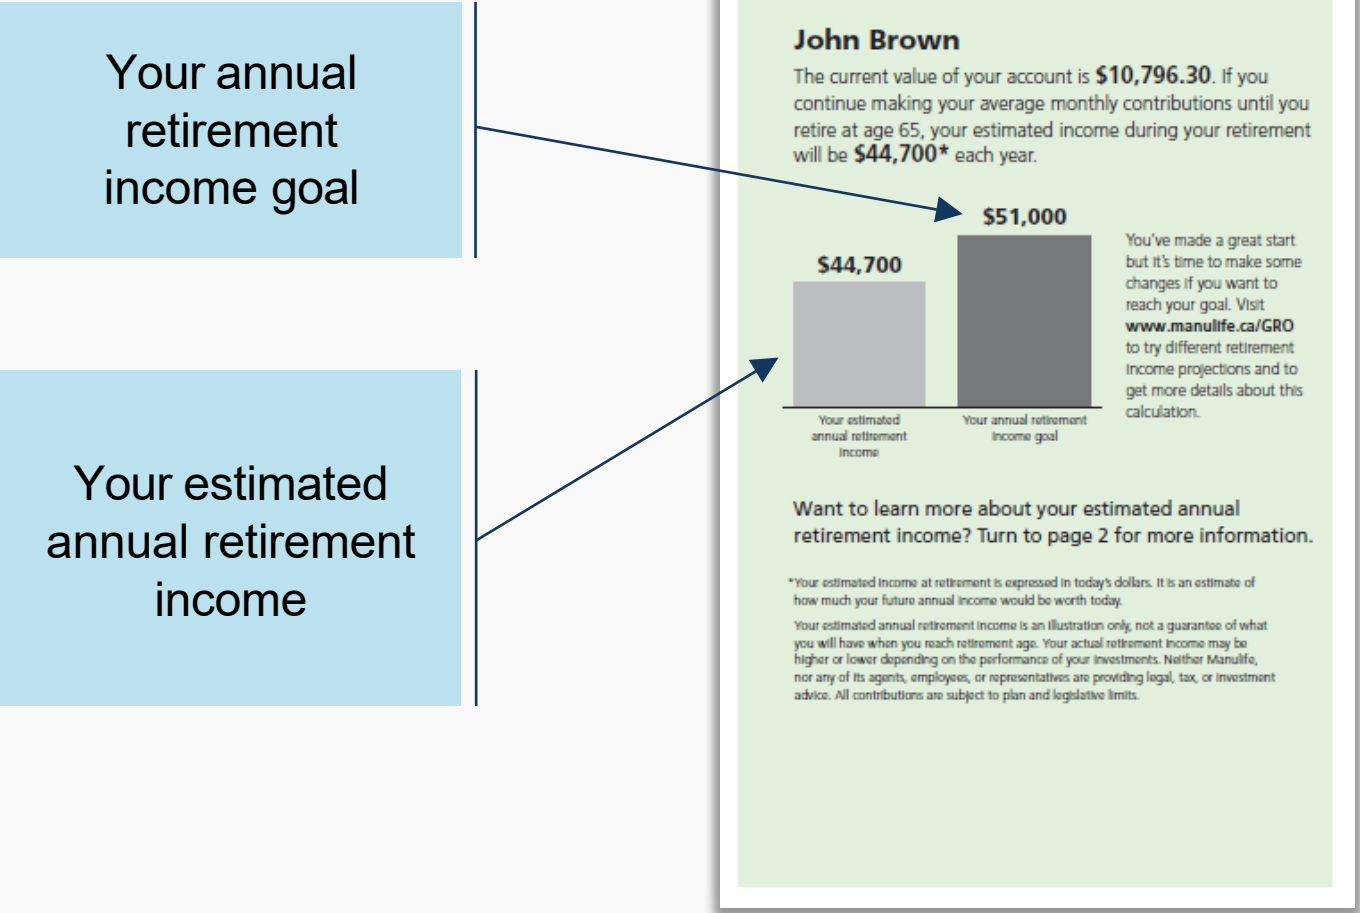 Your annual
retirement
income goal
Your estimated
annual retirement
income
John Brown
The current value of your account is $10,796.30. If you
continue making your average monthly contributions until you
retire at age 65, your estimated income during your retirement
will be $44,700* each year.
$44,700
$51,000
Your estimated
annual retirement
income
Your annual retirement
income goal
You've made a great start
but it's time to make some
changes if you want to
reach your goal. Visit
www.manulife.ca/GRO
to try different retirement
income projections and to
get more details about this
calculation.
Want to learn more about your estimated annual
retirement income? Turn to page 2 for more information.
*Your estimated income at retirement is expressed in today's dollars. It is an estimate of
how much your future annual income would be worth today.
Your estimated annual retirement income is an illustration only, not a guarantee of what
you will have when you reach retirement age. Your actual retirement income may be
higher or lower depending on the performance of your investments. Neither Manulife,
nor any of its agents, employees, or representatives are providing legal, tax, or investment
advice. All contributions are subject to plan and legislative limits.